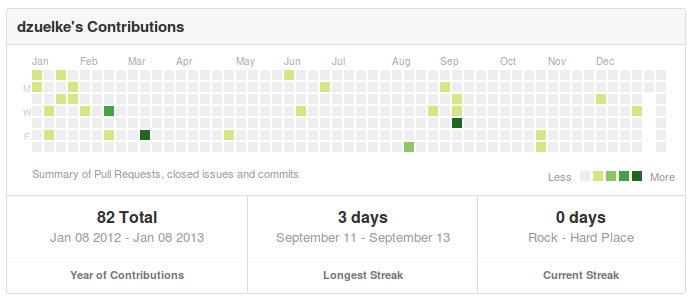 dzuelke's Contributions
Jan Feb Mar Apr May Jun Jul Aug Sep Oct Nov Dec
M
W
F
Summary of Pull Requests, closed issues and commits
Less More
82 Total
Jan 08 2012 - Jan 08 2013
Year of Contributions
3 days
September 11 - September 13
Longest Streak
0 days
Rock - Hard Place
Current Streak